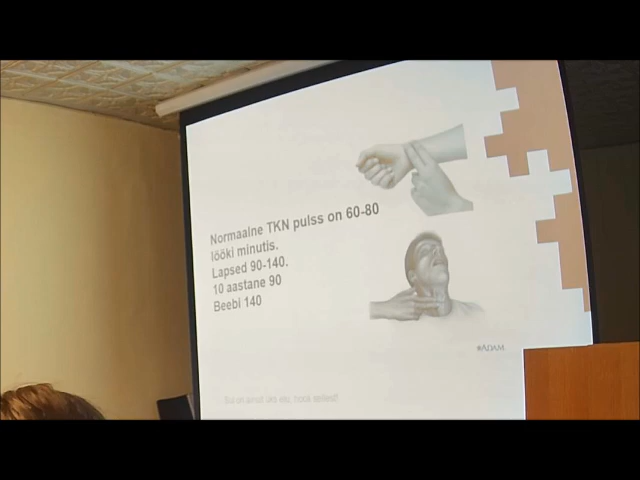 Normaalne TKN pulss on 60-80
lööki minutis.
Lapsed 90-140.
10 aastane 90
Beebi 140
ADAM